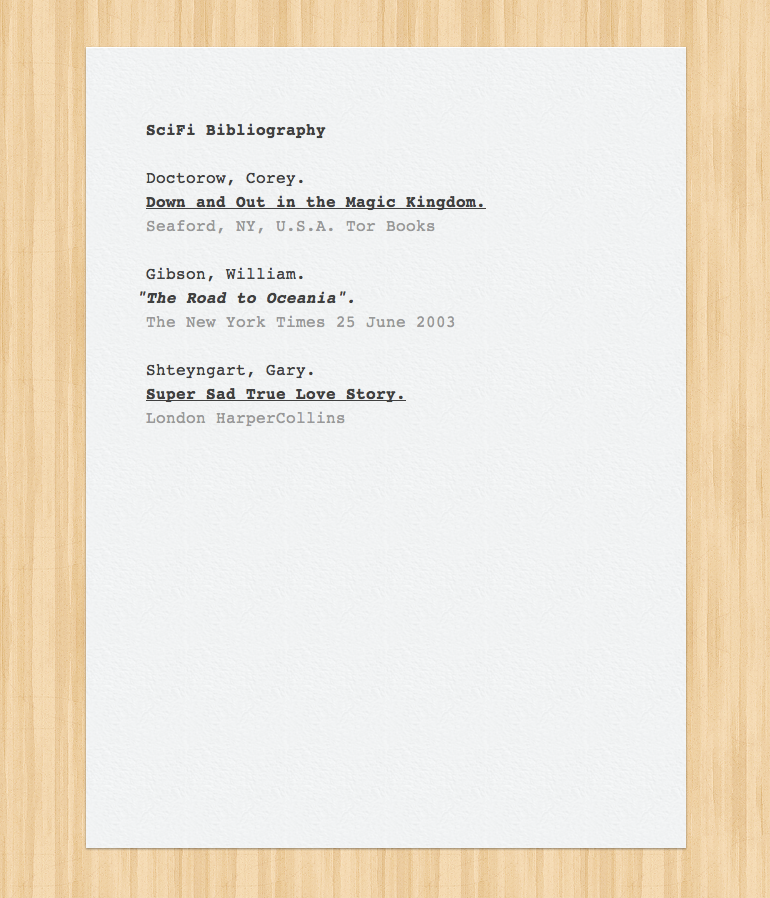 SciFi Bibliography
Doctorow, Corey.
Down and Out in the Magic Kingdom.
Seaford, NY, U.S.A. Tor Books
Gibson, William.
"The Road to Oceania".
The New York Times 25 June 2003
Shteyngart, Gary.
Super Sad True Love Story.
London HarperCollins